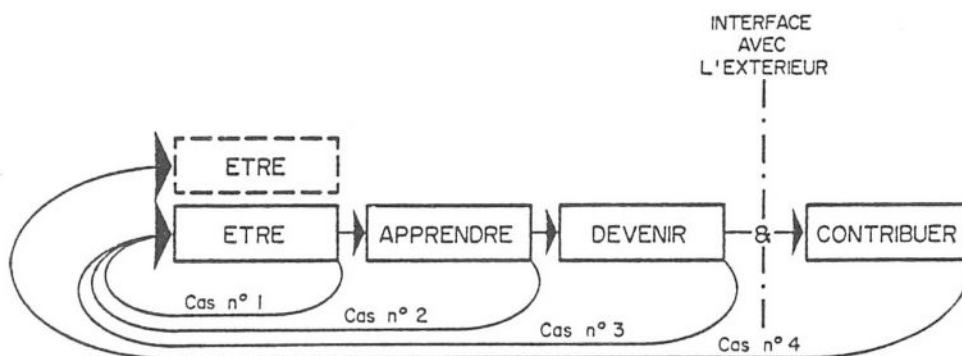 INTERFACE
AVEC
L'EXTERIEUR
ETRE
ETRE
APPRENDRE
DEVENIR
&
CONTRIBUER
Cas n° 1
Cas n° 2
Cas n° 3
Cas n° 4